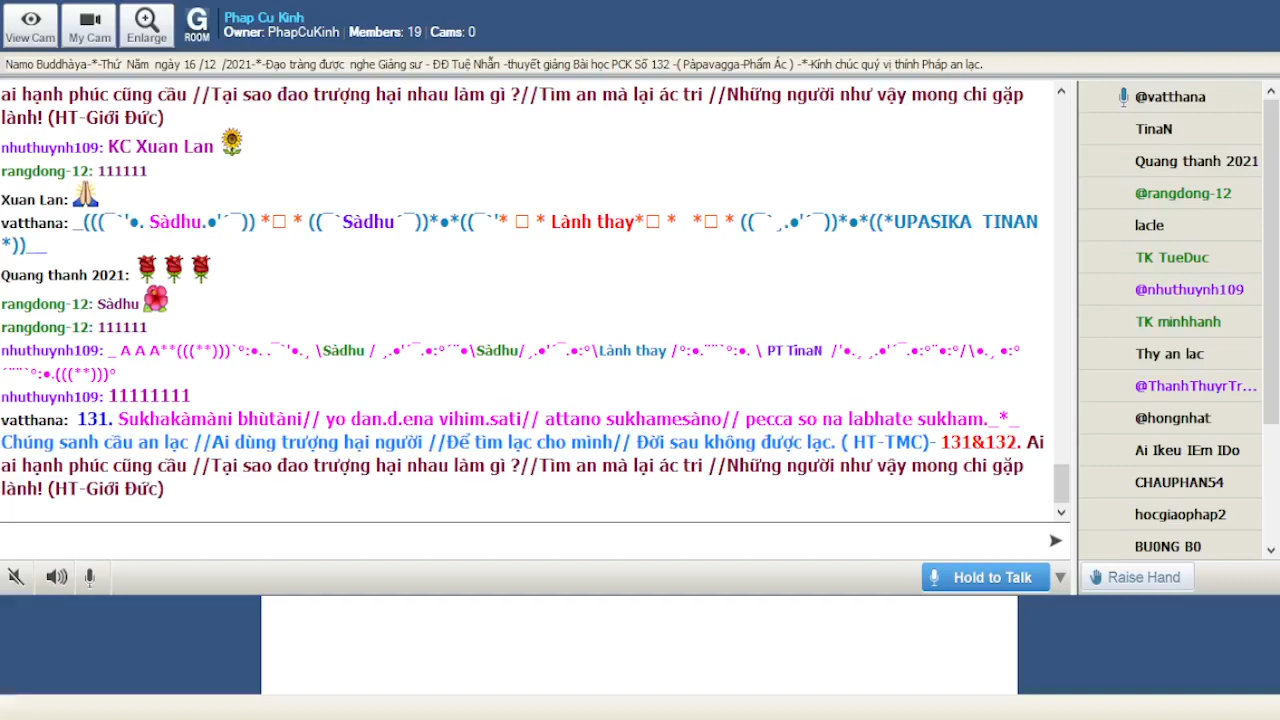 View Cam
My Cam
Enlarge
G
ROOM
Phap Cu Kinh
Owner: PhapCuKinh | Members: 19 | Cams: 0
Namo Buddhàya-*-Thứ Năm ngày 16 /12 /2021-*-Đạo tràng được nghe Giảng sư - ĐĐ Tuệ Nhẫn -thuyết giảng Bài học PCK Số 132 -( Pàpavagga-Phẩm Ác ) -*-Kính chúc quý vị thính Pháp an lạc.
ai hạnh phúc cũng cầu //Tại sao đao trượng hại nhau làm gì ?//Tìm an mà lại ác tri //Những người như vậy mong chi gặp
lành! (HT-Giới Đức)
nhuthuynh109: KC Xuan Lan
rangdong-12: 111111
Xuan Lan:
vatthana: _(((¯`'●. Sàdhu.●'´¯)) *□ * ((¯`Sàdhu´¯))*●*((¯`'* □ * Lành thay*□ * *□ * ((¯`¸.●'´¯))*●*((*UPASIKA TINAN
*))__
Quang thanh 2021:
rangdong-12: Sàdhu
rangdong-12: 111111
nhuthuynh109: _ A A A**(((**)))`°:●. .¯`'●.¸ \Sàdhu / ¸.●'´¯.●:°´¨●\Sàdhu/¸.●'´¯.●:°\Lành thay /°:●.¨¨`°:●. \ PT TinaN /'●.¸ ¸.●'´¯.●:°¨●:°/\●.¸ ●:°
´¨¨`°:●.(((**)))°
nhuthuynh109: 11111111
vatthana: 131. Sukhakàmàni bhùtàni// yo dan.d.ena vihim.sati// attano sukhamesàno// pecca so na labhate sukham._*_
Chúng sanh cầu an lạc //Ai dùng trượng hại người //Để tìm lạc cho mình// Đời sau không được lạc. ( HT-TMC)- 131&132. Ai
ai hạnh phúc cũng cầu //Tại sao đao trượng hại nhau làm gì ?//Tìm an mà lại ác tri //Những người như vậy mong chi gặp
lành! (HT-Giới Đức)
Hold to Talk
@vatthana
TinaN
Quang thanh 2021
@rangdong-12
lacle
TK TueDuc
@nhuthuynh109
TK minhhanh
Thy an lac
@ThanhThuyrTr...
@hongnhat
Ai Ikeu IEm IDo
CHAUPHAN54
hocgiaophap2
BU0NG B0
Raise Hand